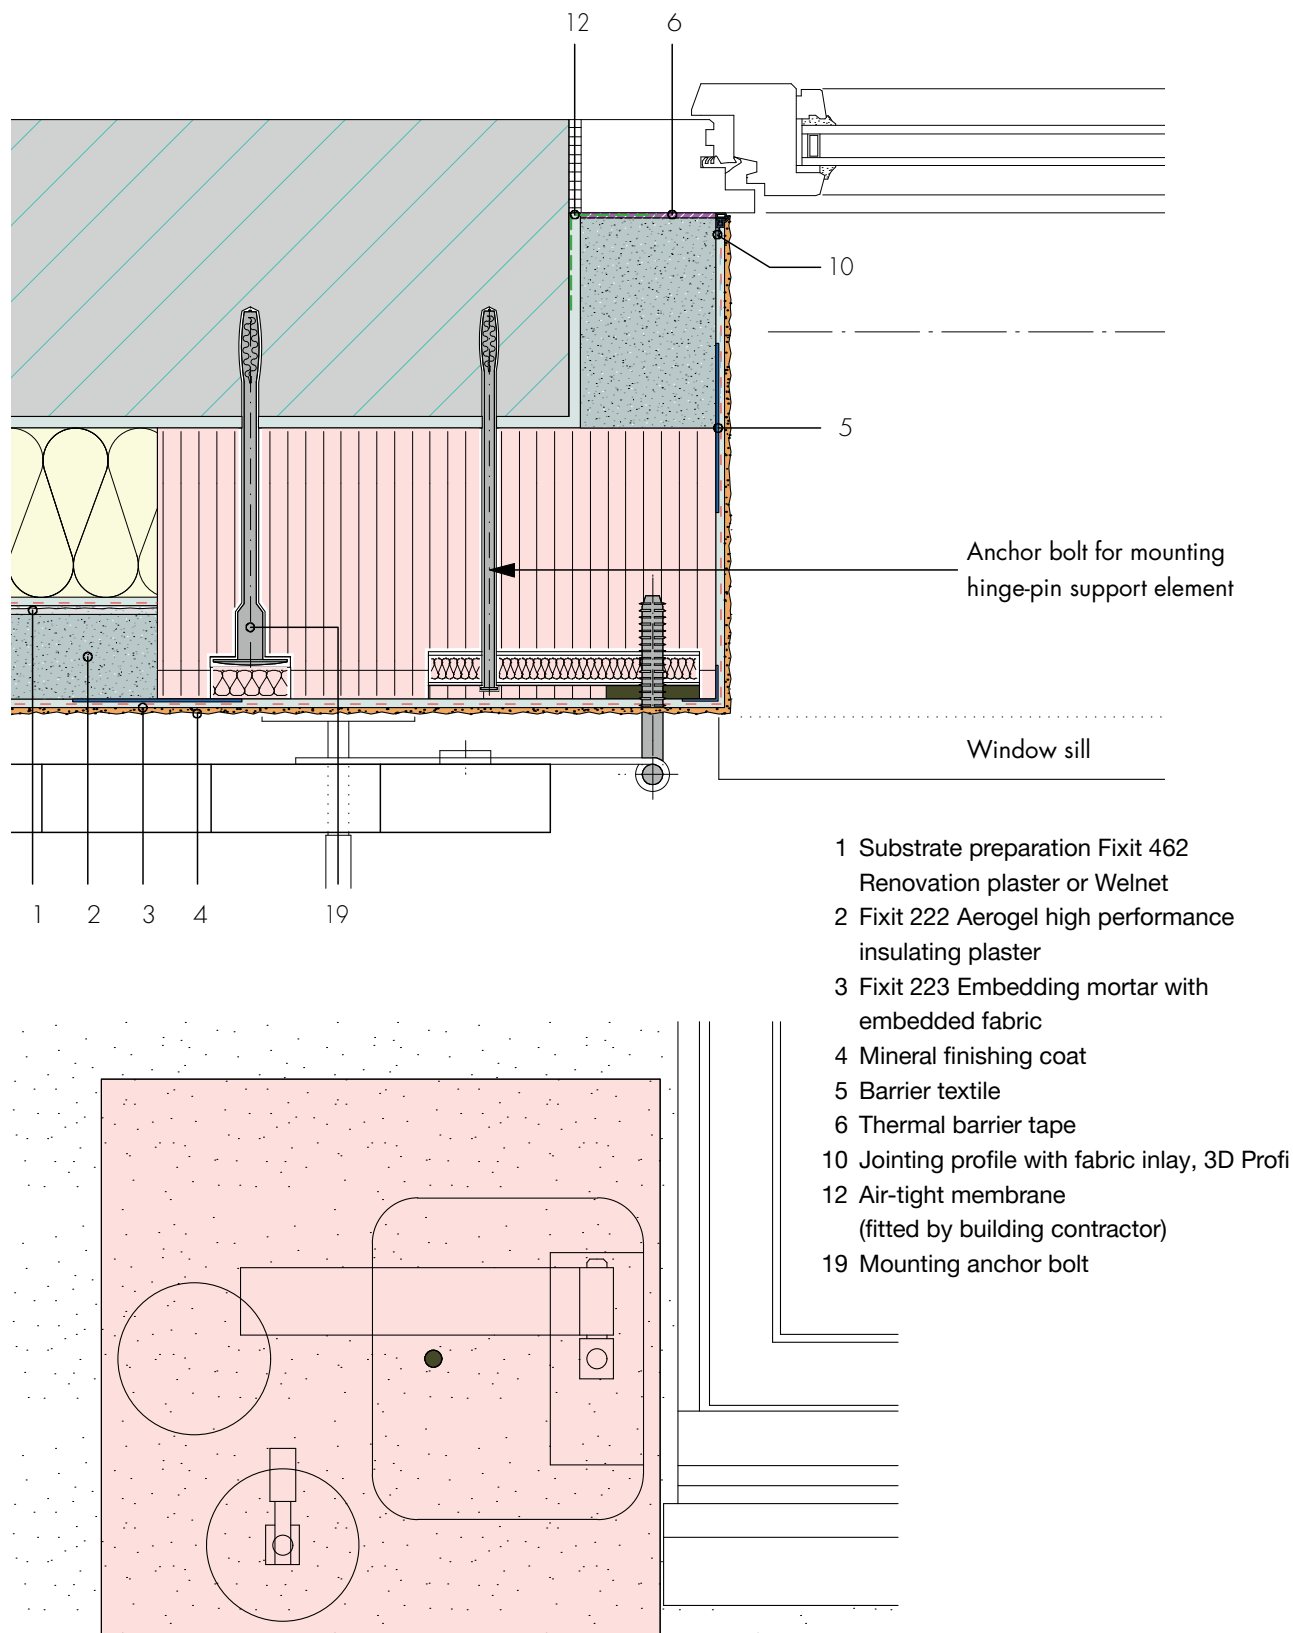 12 6
10
5
Anchor bolt for mounting
hinge-pin support element
Window sill
1 2 3 4 19
1 Substrate preparation Fixit 462
Renovation plaster or Welnet
2 Fixit 222 Aerogel high performance
insulating plaster
3 Fixit 223 Embedding mortar with
embedded fabric
4 Mineral finishing coat
5 Barrier textile
6 Thermal barrier tape
10 Jointing profile with fabric inlay, 3D Profi
12 Air-tight membrane
(fitted by building contractor)
19 Mounting anchor bolt